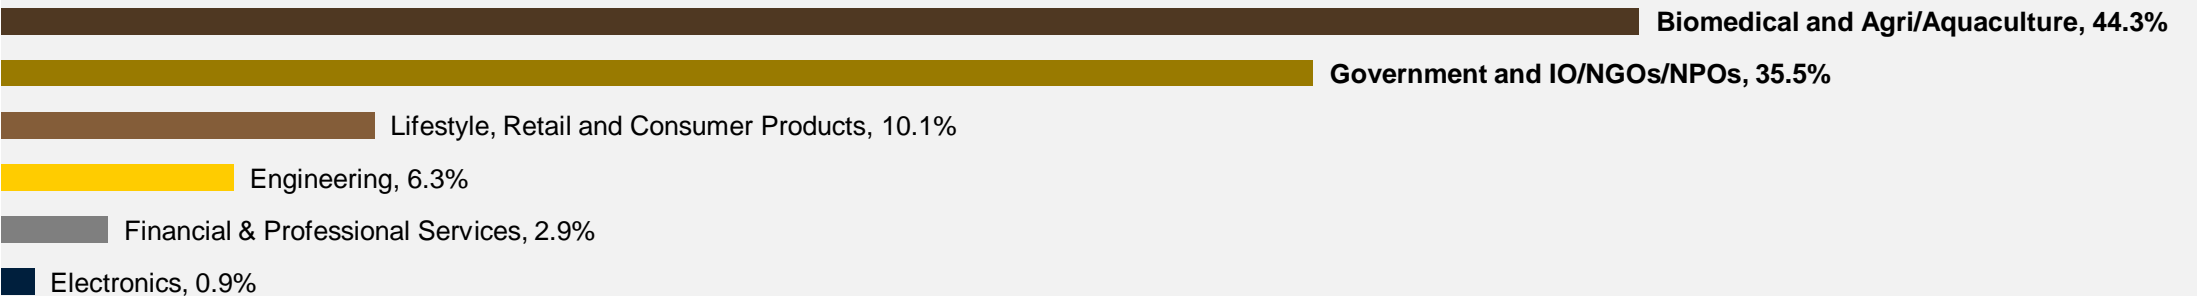 Biomedical and Agri/Aquaculture, 44.3%
Government and IO/NGOs/NPOs, 35.5%
Lifestyle, Retail and Consumer Products, 10.1%
Engineering, 6.3%
Financial & Professional Services, 2.9%
Electronics, 0.9%